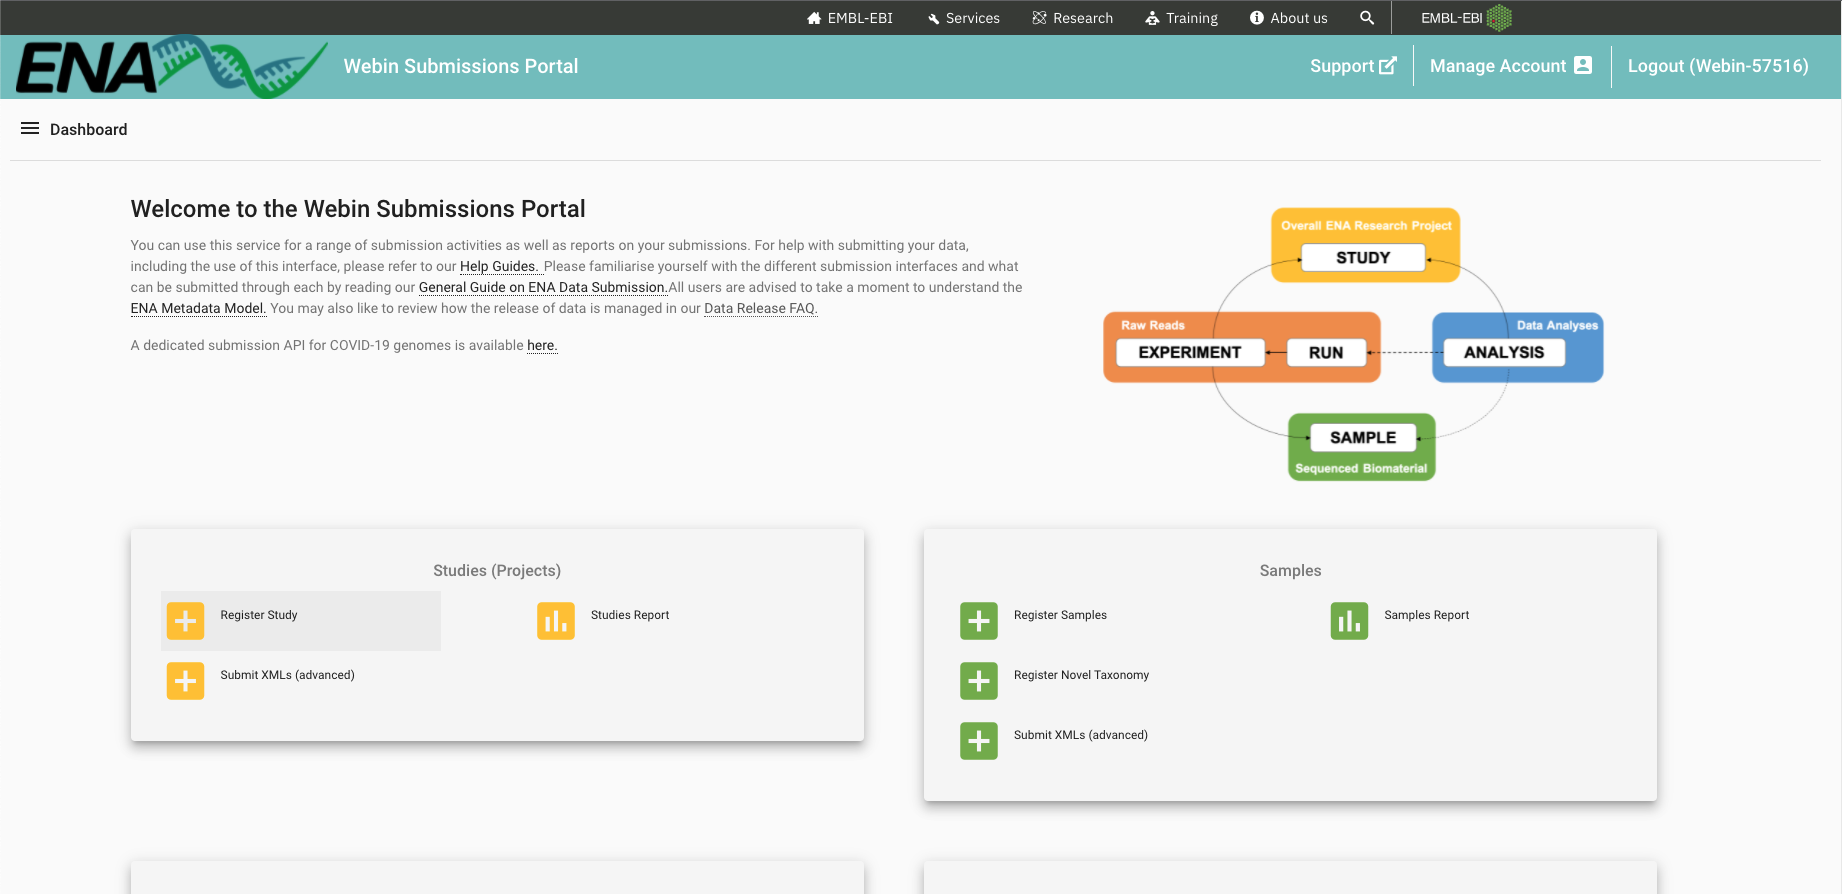 EMBL-EBI Services Research Training About us EMBL-EBI
ENA Webin Submissions Portal Support Manage Account Logout (Webin-57516)
Dashboard
Welcome to the Webin Submissions Portal
You can use this service for a range of submission activities as well as reports on your submissions. For help with submitting your data,
including the use of this interface, please refer to our Help Guides. Please familiarise yourself with the different submission interfaces and what
can be submitted through each by reading our General Guide on ENA Data Submission.All users are advised to take a moment to understand the
ENA Metadata Model. You may also like to review how the release of data is managed in our Data Release FAQ.
A dedicated submission API for COVID-19 genomes is available here.
Overall ENA Research Project
STUDY
Raw Reads
EXPERIMENT RUN
Data Analyses
ANALYSIS
SAMPLE
Sequenced Biomaterial
Studies (Projects)
Register Study
Studies Report
Submit XMLs (advanced)
Samples
Register Samples
Samples Report
Register Novel Taxonomy
Submit XMLs (advanced)